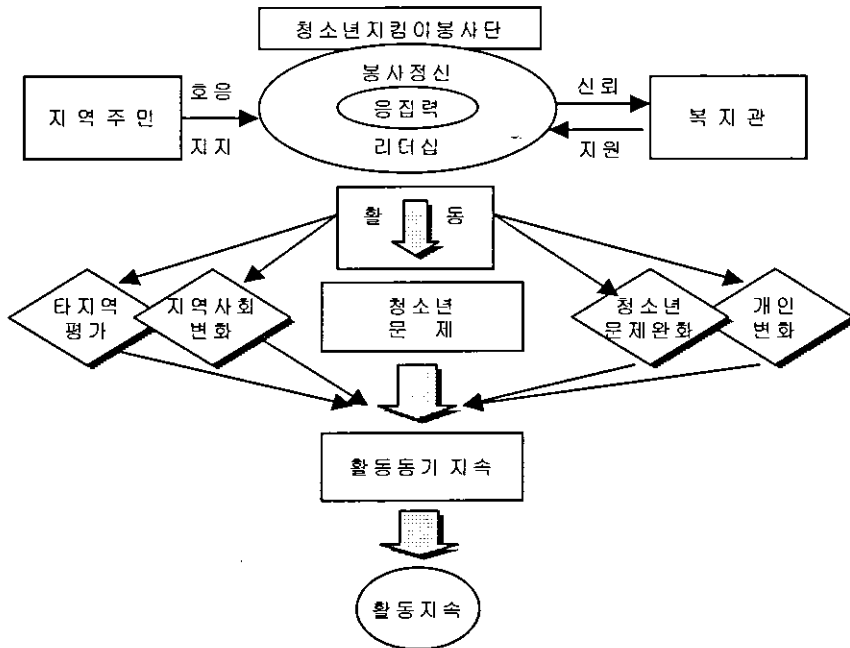 청소년지킴이봉사단
봉사정신
응집력
리더십
지역주민
호응
지지
신뢰
지원
복지관
활 동
타지역
평가
지역사회
변화
청소년
문 제
청소년
문제완화
개인
변화
활동동기 지속
활동지속